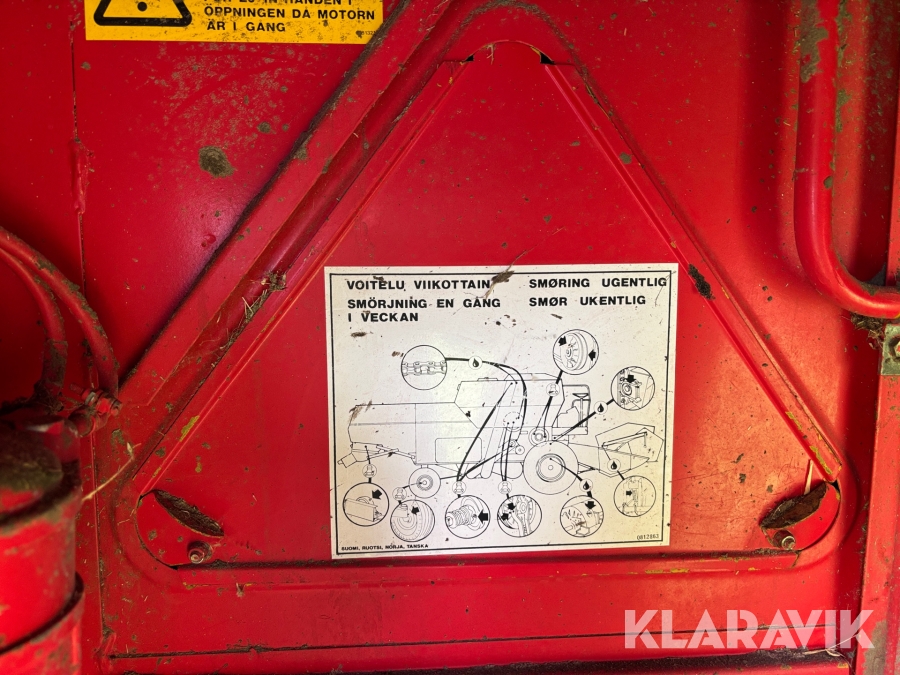 ÖPPNINGEN DÅ MOTORN
ÄR I GÅNG
VOITELU VIIKOTTAIN
SMÖRJNING EN GÅNG
I VECKAN
SMØRING UGENTLIG
SMØR UKENTLIG
SUOMI, RUOTSI, NORJA, TANSKA
KLARAVIK